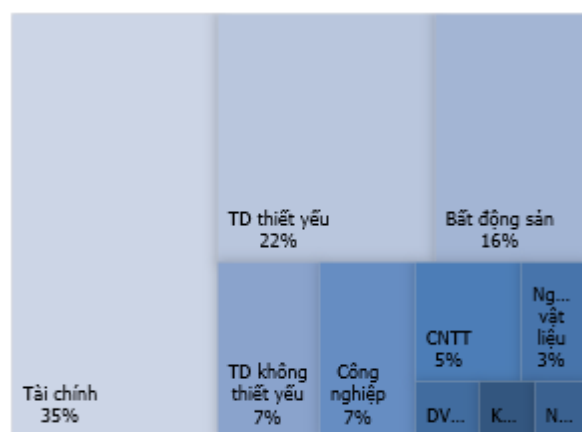 Tài chính
35%
TD thiết yếu
22%
Bất động sản
16%
TD không
thiết yếu
7%
Công
nghiệp
7%
CNTT
5%
Ng...
vật
liệu
3%
DV...
K...
N...